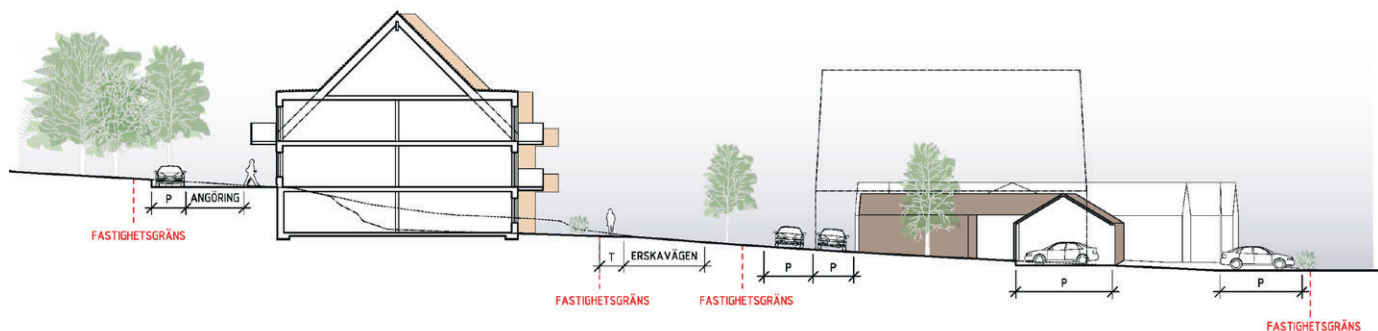 P
ANGÖRING
FASTIGHETSGRÄNS
T
ERSKAVÄGEN
FASTIGHETSGRÄNS
FASTIGHETSGRÄNS
P
P
P
P
FASTIGHETSGRÄNS